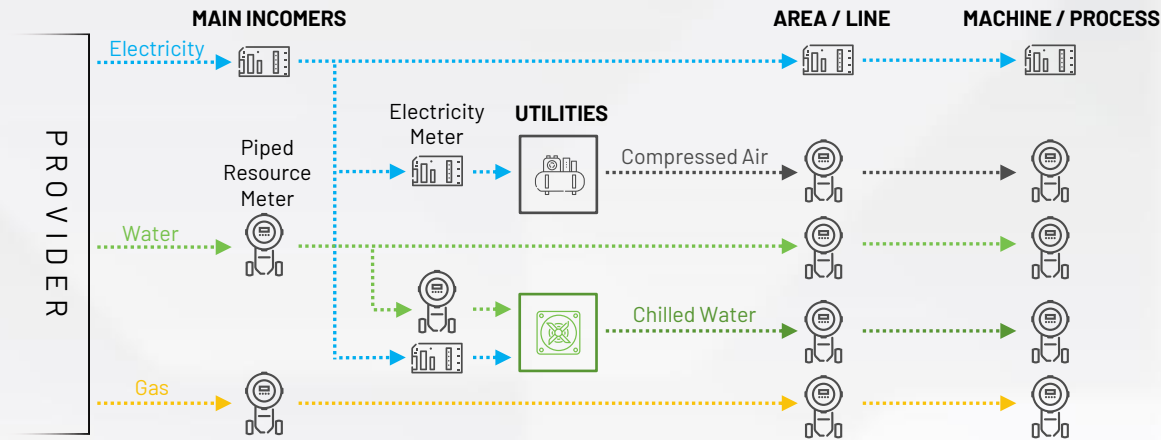 MAIN INCOMERS
AREA / LINE
MACHINE / PROCESS
PROVIDER
Electricity
Electricity
Meter
UTILITIES
Piped
Resource
Meter
Compressed Air
Water
Chilled Water
Gas